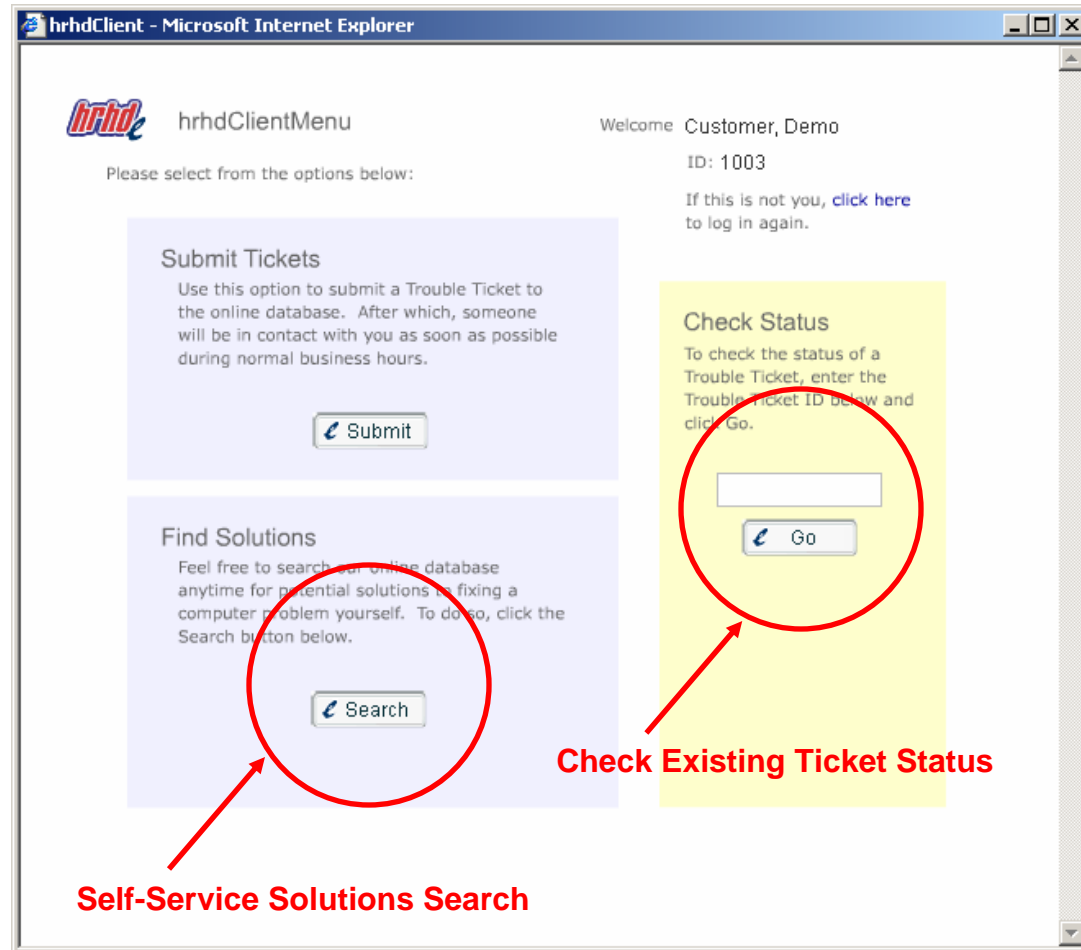 hrhdClient - Microsoft Internet Explorer
hrhde
hrhdClientMenu
Welcome Customer, Demo
ID: 1003
If this is not you, click here
to log in again.
Please select from the options below:
Submit Tickets
Use this option to submit a Trouble Ticket to
the online database. After which, someone
will be in contact with you as soon as possible
during normal business hours.
e Submit
Find Solutions
Feel free to search our online database
anytime for potential solutions to fixing a
computer problem yourself. To do so, click the
Search button below.
e Search
Check Status
To check the status of a
Trouble Ticket, enter the
Trouble Ticket ID below and
click Go.
e Go
Check Existing Ticket Status
Self-Service Solutions Search